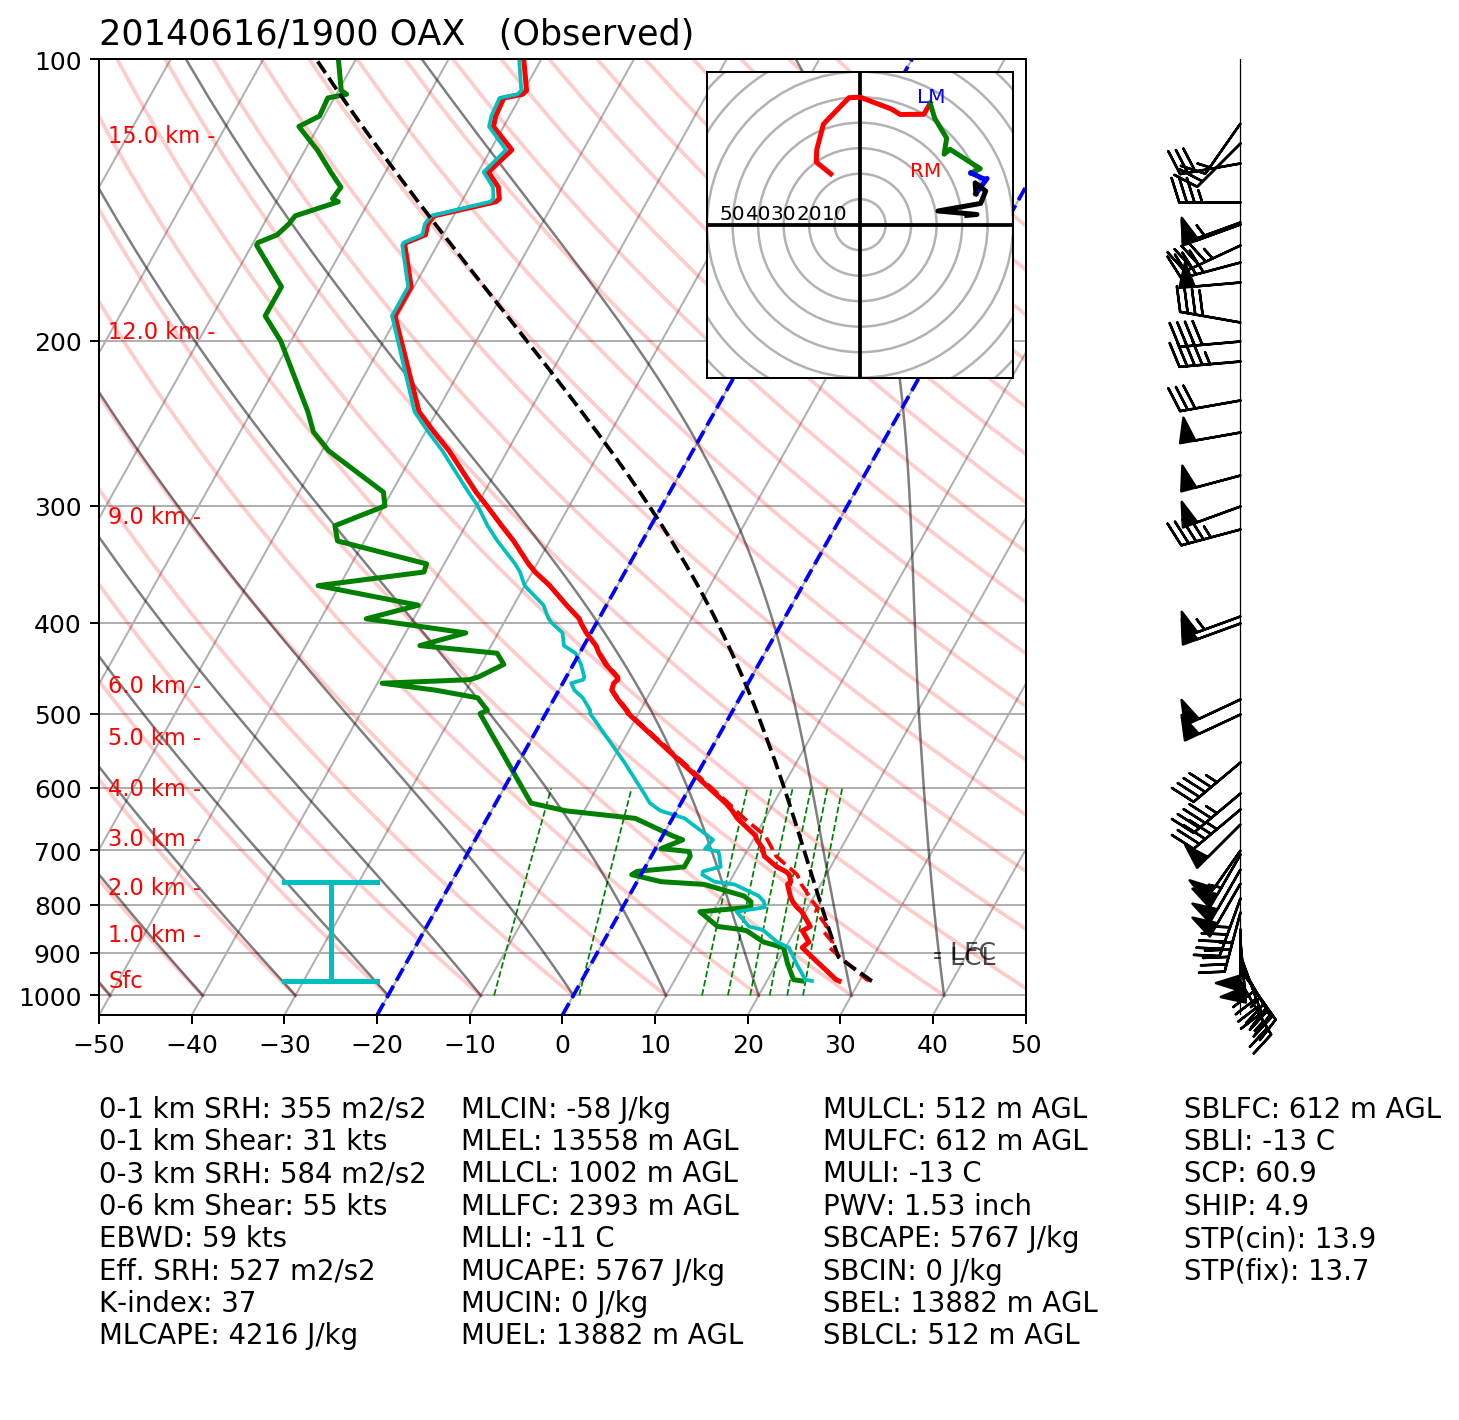 20140616/1900 OAX (Observed)
100
15.0 km -
LM
RM
50 40 30 20 10
12.0 km -
200
9.0 km -
300
400
6.0 km -
500
5.0 km -
4.0 km -
600
3.0 km -
700
2.0 km -
800
1.0 km -
900
- LFC
- LCL
Sfc
1000
−50 −40 −30 −20 −10 0 10 20 30 40 50
0-1 km SRH: 355 m2/s2 MLCIN: -58 J/kg MULCL: 512 m AGL SBLFC: 612 m AGL
0-1 km Shear: 31 kts MLEL: 13558 m AGL MULFC: 612 m AGL SBLI: -13 C
0-3 km SRH: 584 m2/s2 MLLCL: 1002 m AGL MULI: -13 C SCP: 60.9
0-6 km Shear: 55 kts MLLFC: 2393 m AGL PWV: 1.53 inch SHIP: 4.9
EBWD: 59 kts MLLI: -11 C SBCAPE: 5767 J/kg STP(cin): 13.9
Eff. SRH: 527 m2/s2 MUCAPE: 5767 J/kg SBCIN: 0 J/kg STP(fix): 13.7
K-index: 37 MUCIN: 0 J/kg SBEL: 13882 m AGL
MLCAPE: 4216 J/kg MUEL: 13882 m AGL SBLCL: 512 m AGL